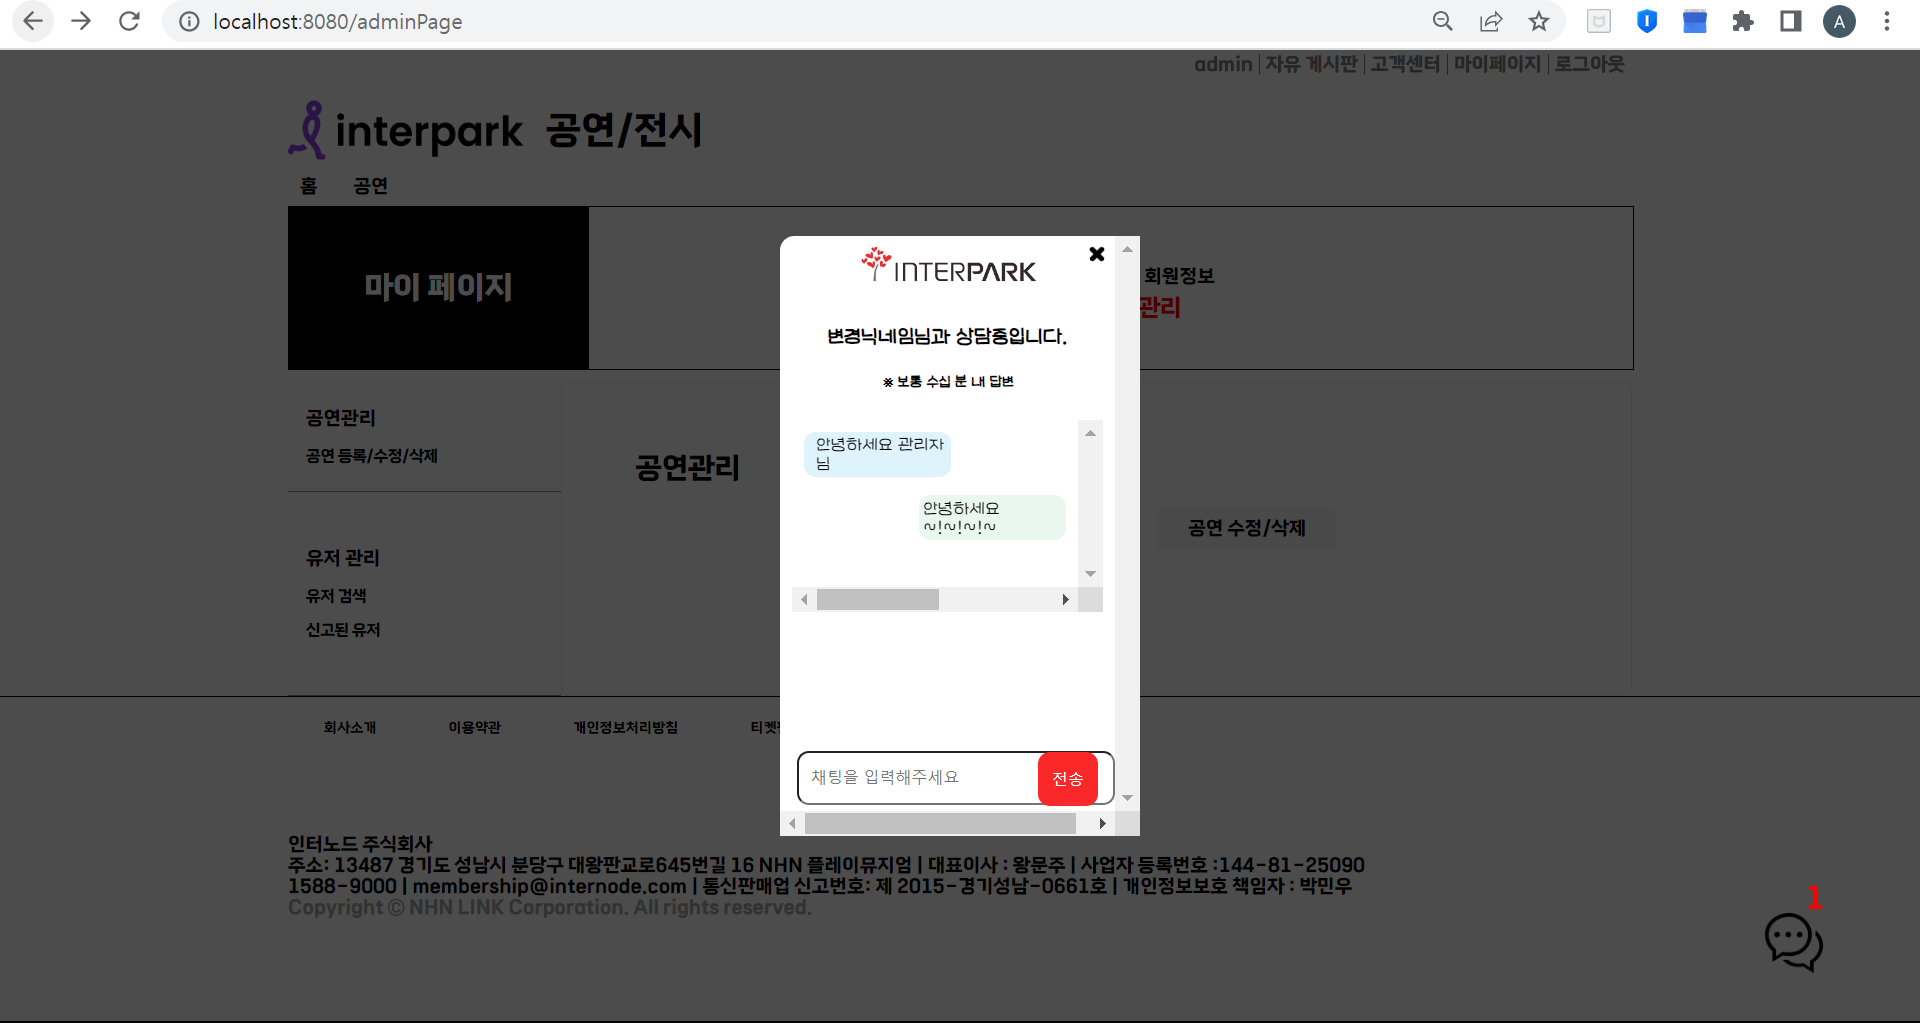 localhost:8080/adminPage
A
admin | 자유 게시판 | 고객센터 | 마이페이지 | 로그아웃
interpark 공연/전시
홈 공연
마이 페이지
회원정보
관리
INTERPARK
변경닉네임님과 상담중입니다.
※ 보통 수십 분 내 답변
안녕하세요 관리자
님
안녕하세요
~!~!~!~
채팅을 입력해주세요
전송
공연관리
공연 등록/수정/삭제
유저 관리
유저 검색
신고된 유저
공연관리
공연 수정/삭제
회사소개 이용약관 개인정보처리방침 티켓
인터노드 주식회사
주소: 13487 경기도 성남시 분당구 대왕판교로645번길 16 NHN 플레이뮤지엄 | 대표이사 : 왕문주 | 사업자 등록번호 :144-81-25090
1588-9000 | membership@internode.com | 통신판매업 신고번호: 제 2015-경기성남-0661호 | 개인정보보호 책임자 : 박민우
Copyright © NHN LINK Corporation. All rights reserved.
1